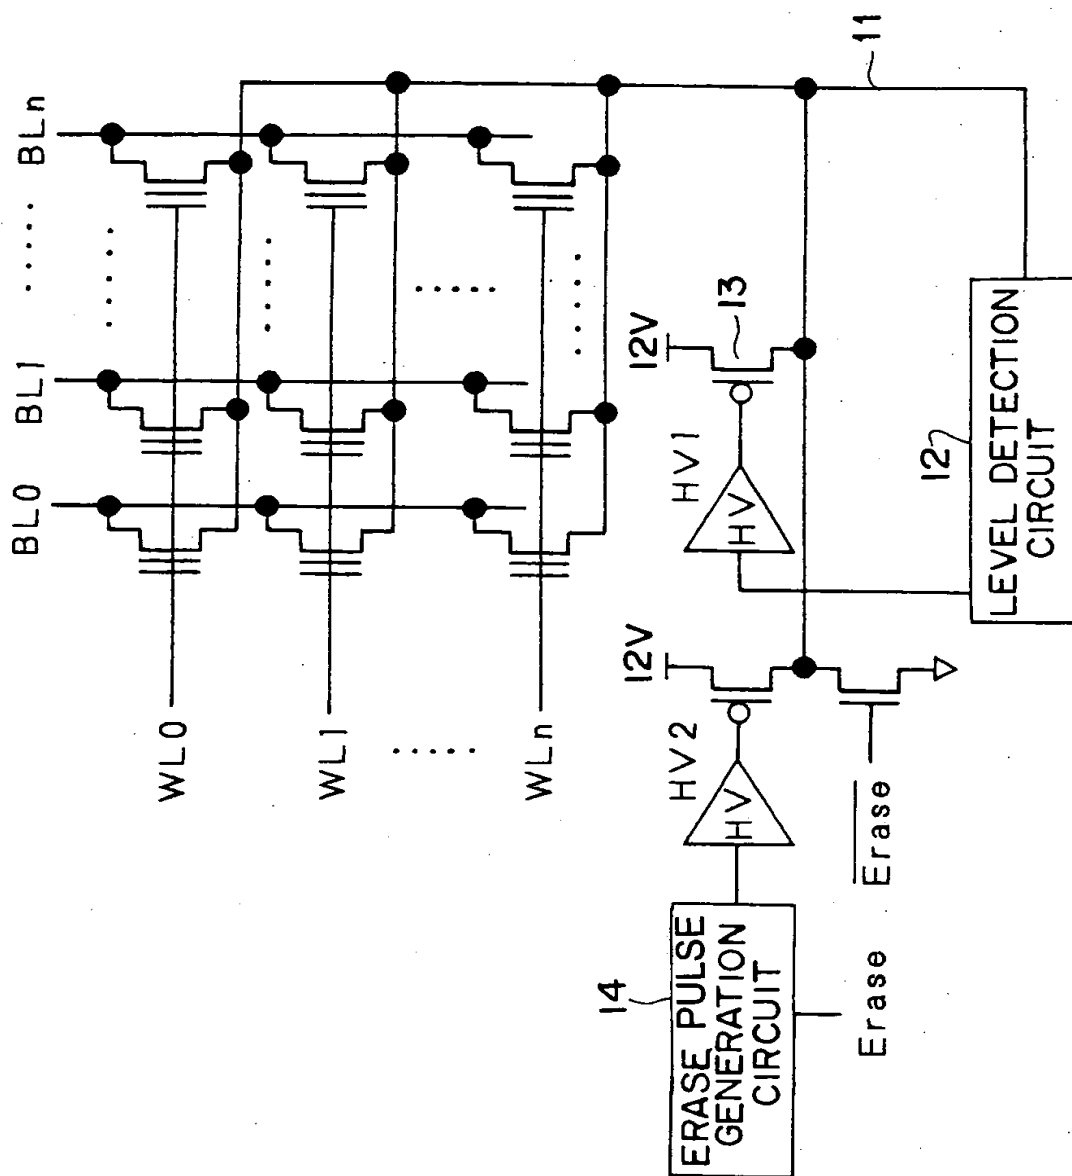 BL0
BL1
.....
BLn
WL0
WL1
.....
WLn
11
12V
13
HV1
HV
12
LEVEL DETECTION
CIRCUIT
12V
HV2
HV
14
ERASE PULSE
GENERATION
CIRCUIT
Erase
Erase